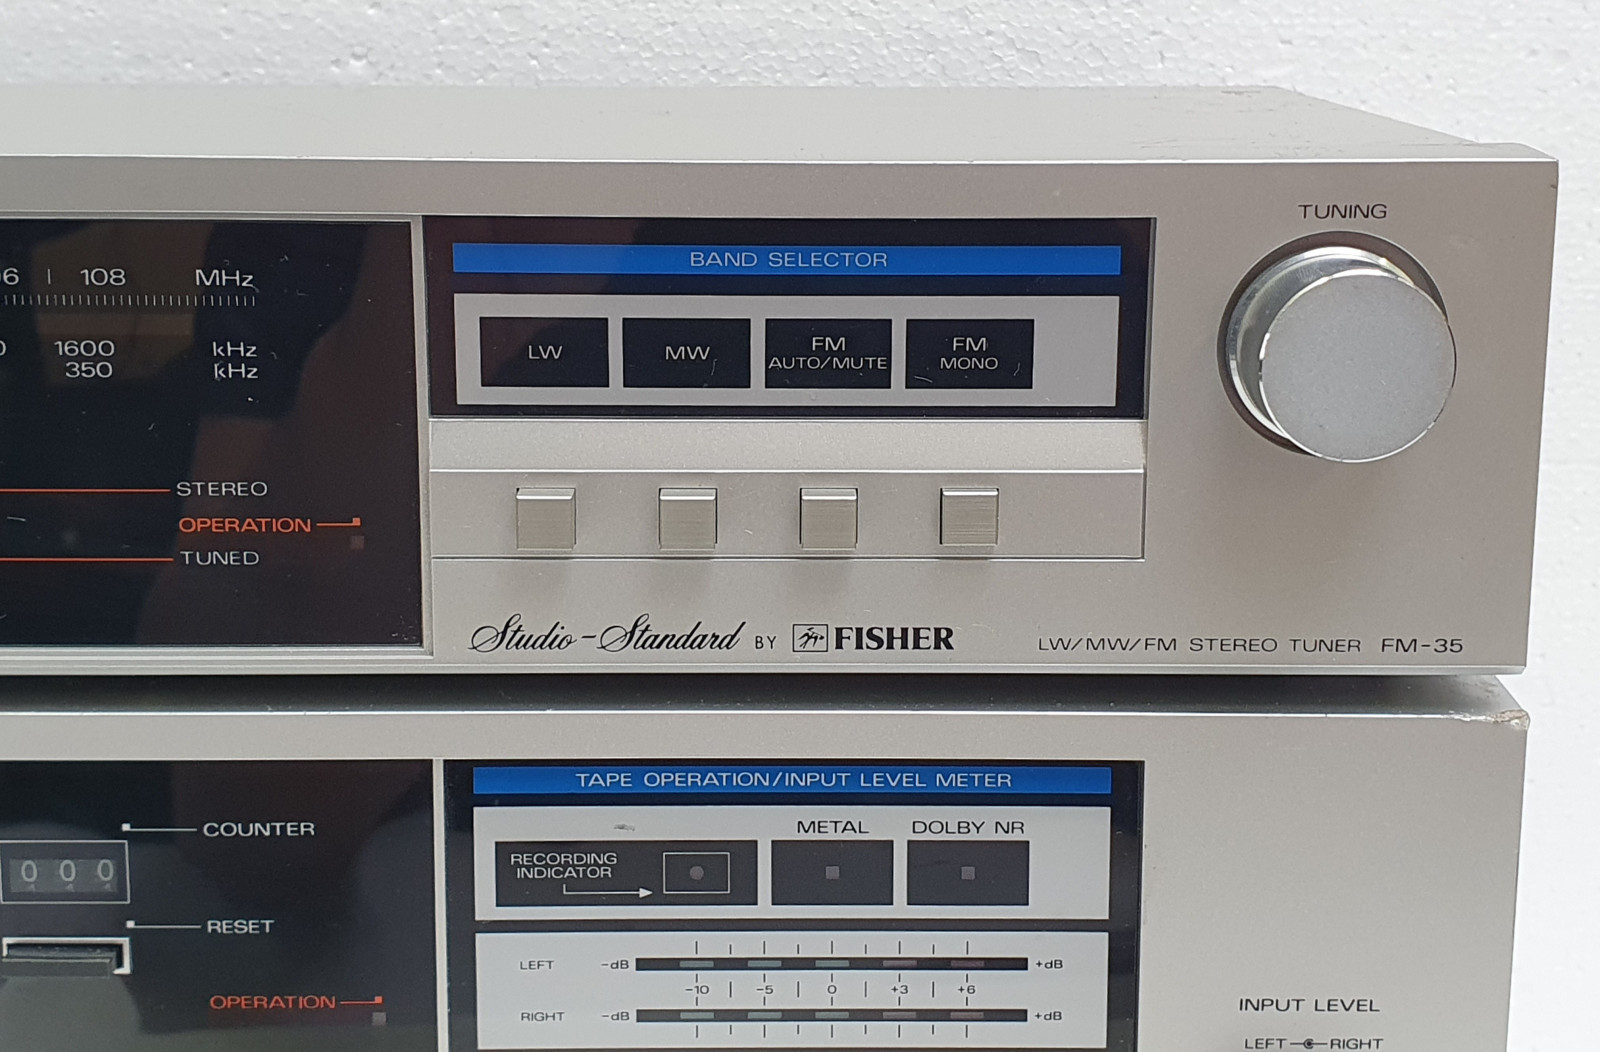 TUNING
108 MHz
BAND SELECTOR
LW MW FM AUTO/MUTE FM MONO
1600 kHz
350 kHz
STEREO
OPERATION
TUNED
Studio-Standard BY FISHER
LW/MW/FM STEREO TUNER FM-35
TAPE OPERATION/INPUT LEVEL METER
COUNTER
METAL DOLBY NR
000
RECORDING
INDICATOR
RESET
LEFT -dB +dB
-10 -5 0 +3 +6
OPERATION
RIGHT -dB +dB
INPUT LEVEL
LEFT RIGHT